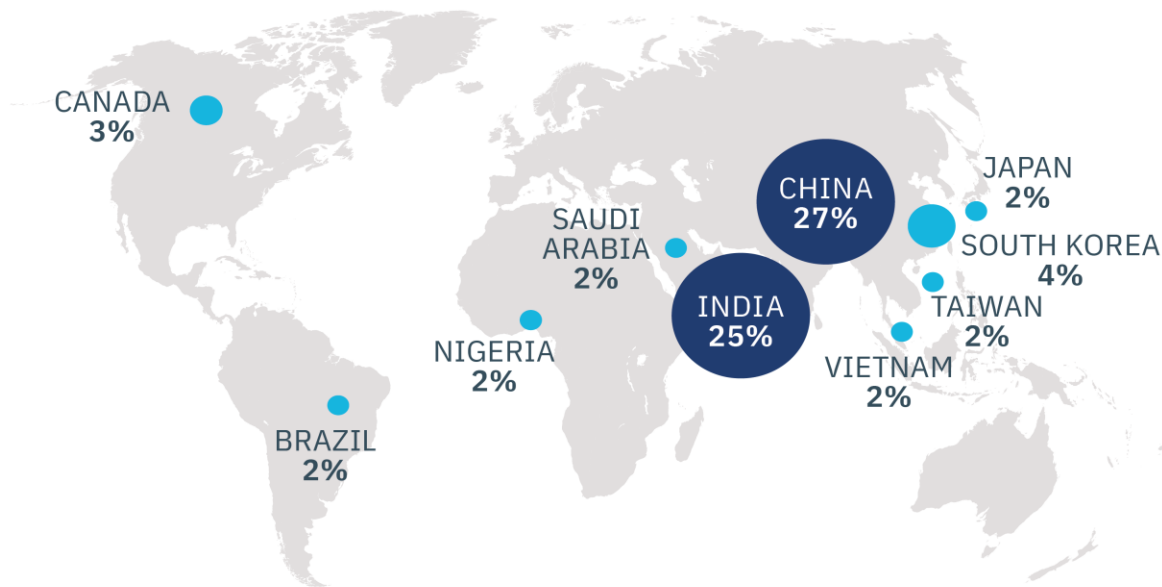 CANADA
3%
BRAZIL
2%
NIGERIA
2%
SAUDI
ARABIA
2%
INDIA
25%
CHINA
27%
JAPAN
2%
SOUTH KOREA
4%
TAIWAN
2%
VIETNAM
2%